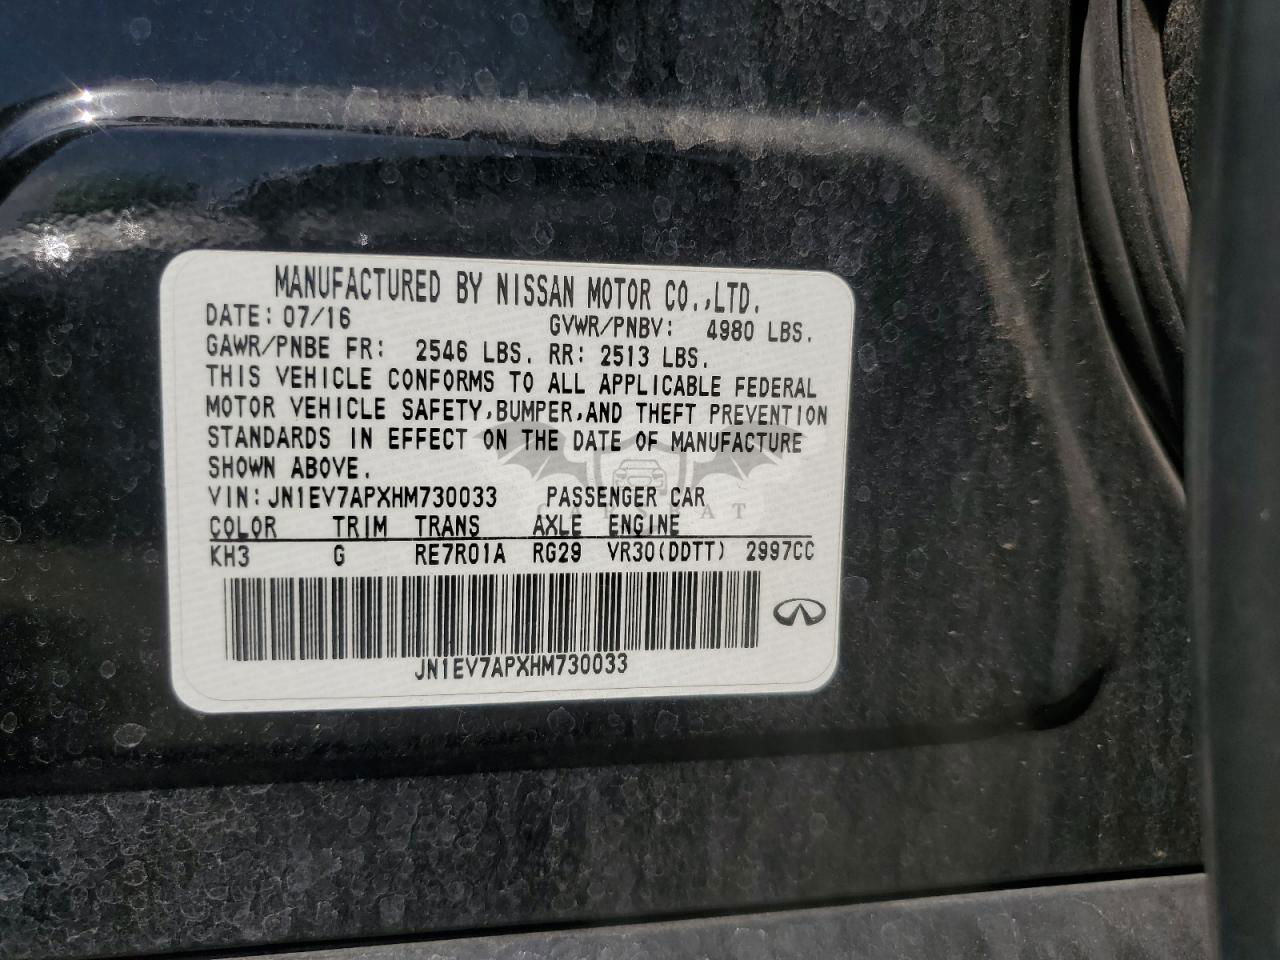 MANUFACTURED BY NISSAN MOTOR CO.,LTD.
DATE: 07/16 GVWR/PNBV: 4980 LBS.
GAWR/PNBE FR: 2546 LBS. RR: 2513 LBS.
THIS VEHICLE CONFORMS TO ALL APPLICABLE FEDERAL
MOTOR VEHICLE SAFETY,BUMPER,AND THEFT PREVENTION
STANDARDS IN EFFECT ON THE DATE OF MANUFACTURE
SHOWN ABOVE.
VIN:JN1EV7APXHM730033 PASSENGER CAR
COLOR TRIM TRANS AXLE ENGINE
KH3 G RE7R01A RG29 VR30(DDTT) 2997CC
JN1EV7APXHM730033